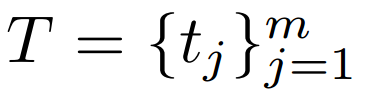 T = \{t_j\}_{j=1}^{m}